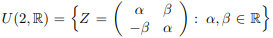 U(2,ℝ) = { Z = ( α β
-β α ) : α,β ∈ ℝ }